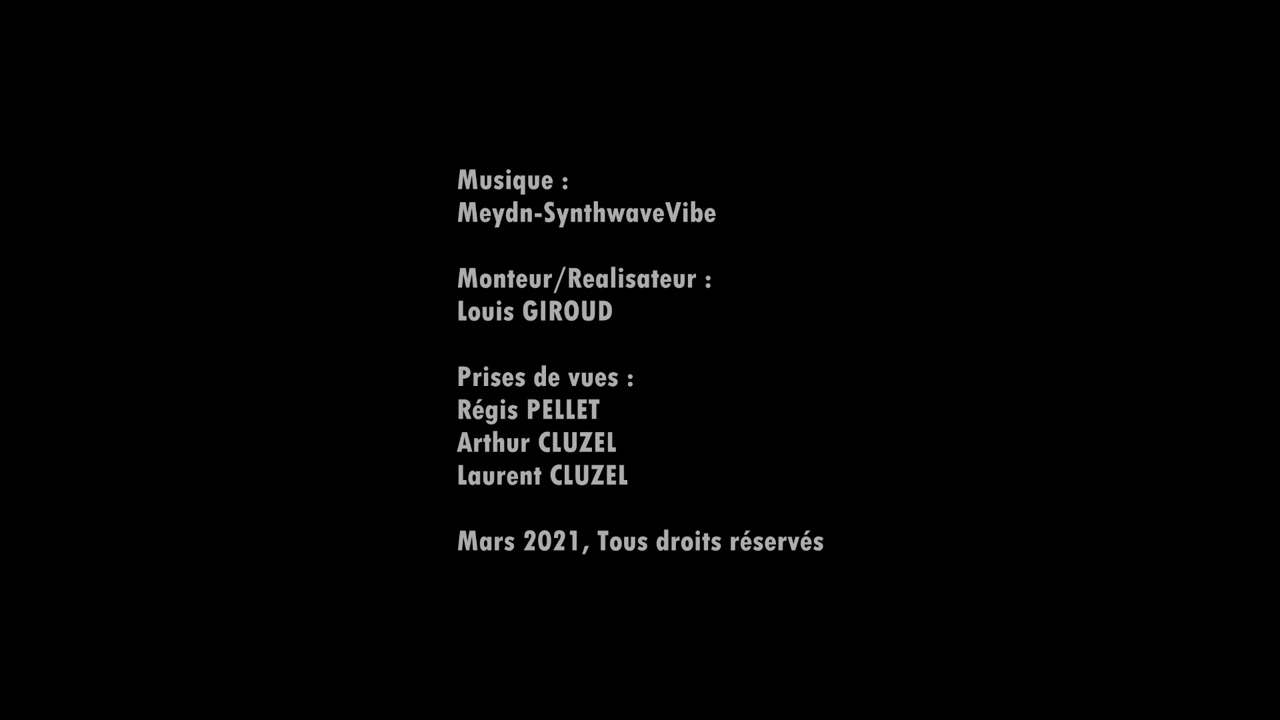 Musique :
Meydn-SynthwaveVibe
Monteur/Realisateur :
Louis GIROUD
Prises de vues :
Régis PELLET
Arthur CLUZEL
Laurent CLUZEL
Mars 2021, Tous droits réservés